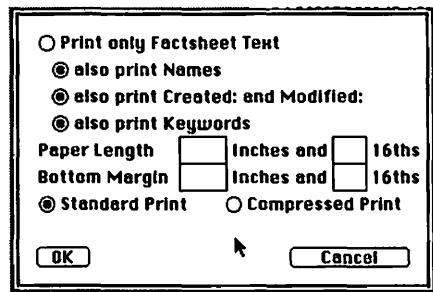 Print only Factsheet Text
also print Names
also print Created: and Modified:
also print Keywords
Paper Length Inches and 16ths
Bottom Margin Inches and 16ths
Standard Print Compressed Print
OK Cancel